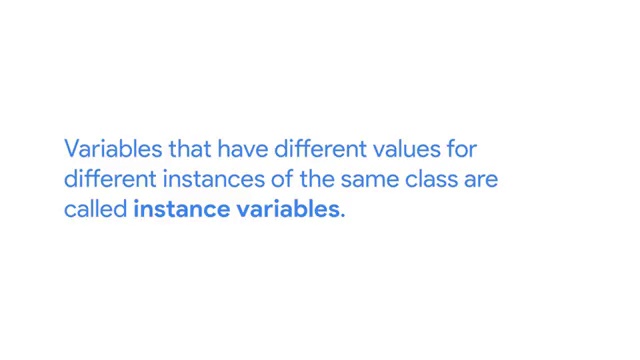 Variables that have different values for
different instances of the same class are
called instance variables.